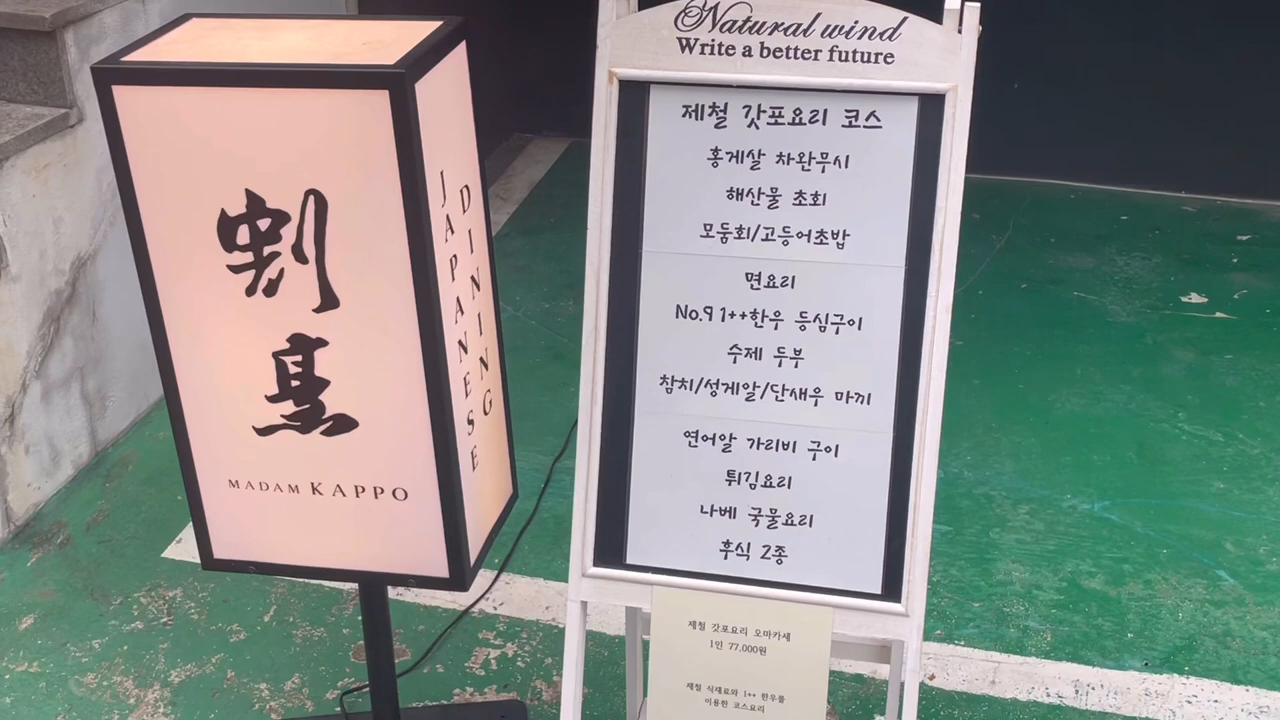 割
烹
MADAM KAPPO
JAPANESE
DINING
Natural wind
Write a better future
제철 갓포요리 코스
홍게살 차완무시
해산물 초회
모둠회/고등어초밥
면요리
No.9 1++한우 등심구이
수제 두부
참치/성게알/단새우 마끼
연어알 가리비 구이
튀김요리
나베 국물요리
후식 2종
제철 갓포요리 오마카세
1인 77,000원
제철 식재료와 1++ 한우를
이용한 코스요리